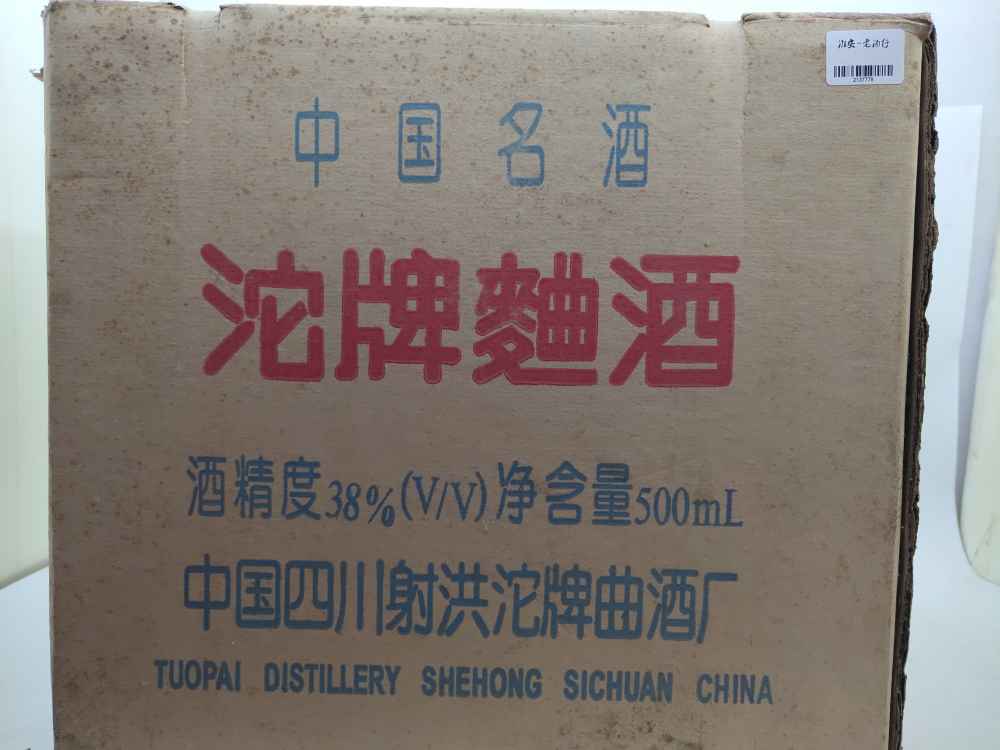 中国名酒
沱牌麯酒
酒精度38%(V/V)净含量500mL
中国四川射洪沱牌曲酒厂
TUOPAI DISTILLERY SHEHONG SICHUAN CHINA